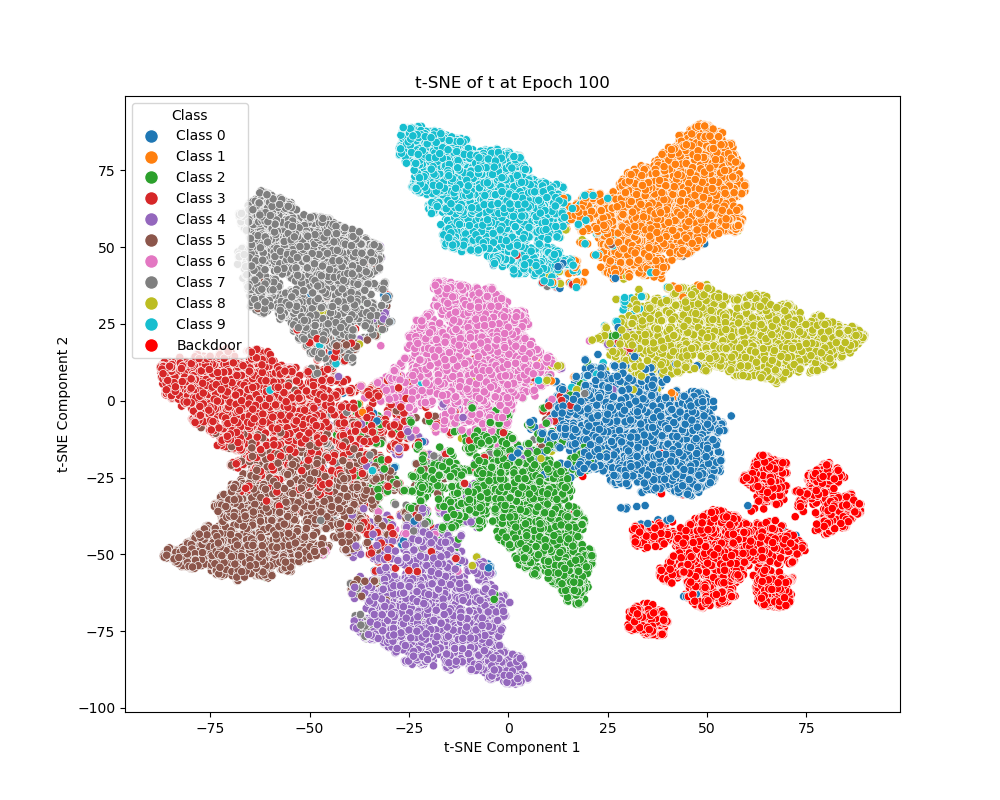 t-SNE of t at Epoch 100
Class
Class 0
Class 1
Class 2
Class 3
Class 4
Class 5
Class 6
Class 7
Class 8
Class 9
Backdoor
75
50
25
0
−25
−50
−75
−100
t-SNE Component 2
−75 −50 −25 0 25 50 75
t-SNE Component 1